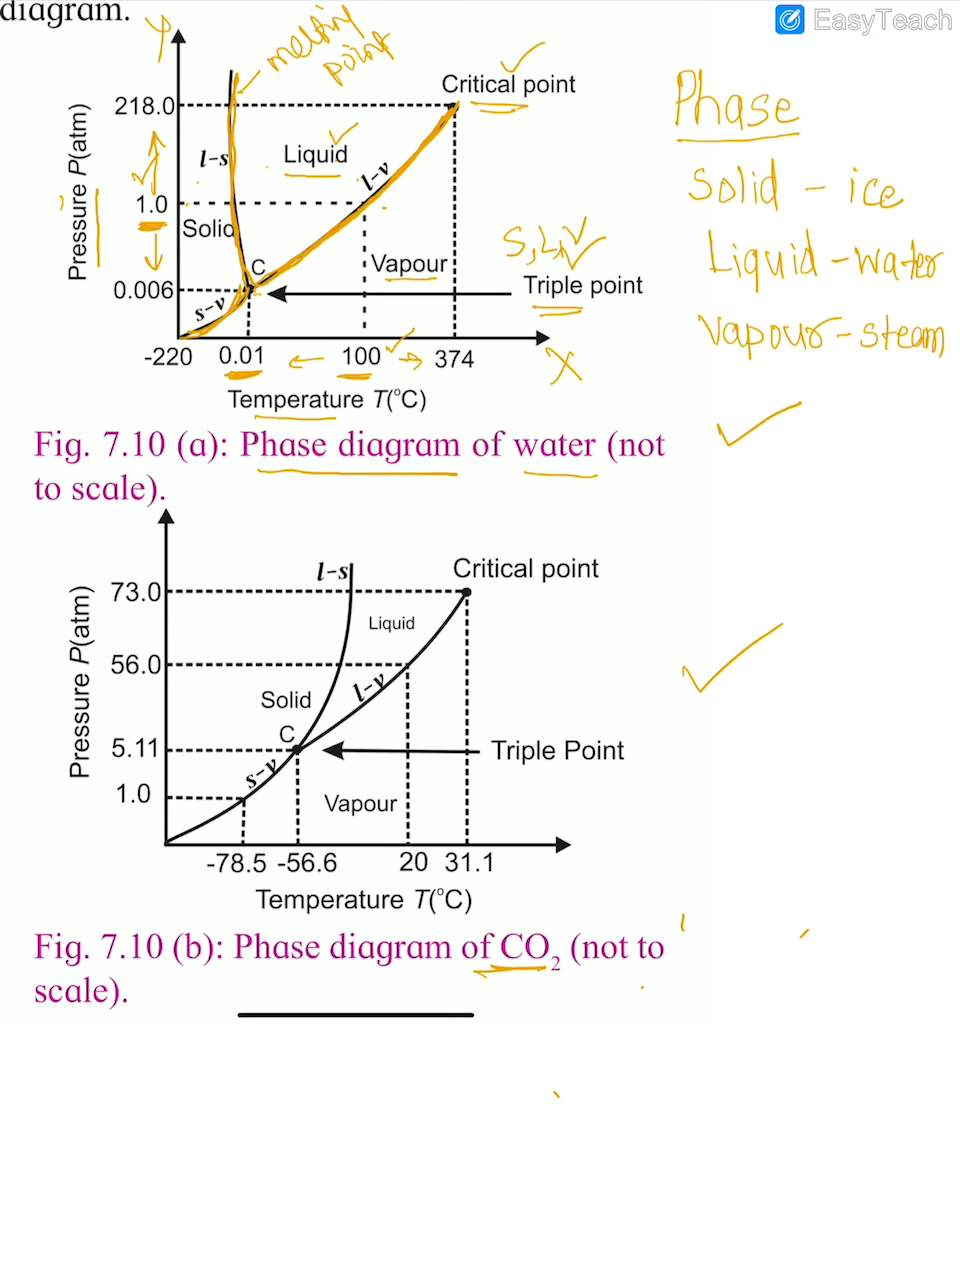 diagram.
EasyTeach
Y
melting
point
Critical point
218.0
Phase
Pressure P(atm)
l-s
Liquid
l-v
Solid - ice
1.0
Solid
S, L, V
Liquid - water
C
Vapour
0.006
Triple point
s-v
Vapour - steam
-220 0.01 100 374
X
Temperature T(°C)
Fig. 7.10 (a): Phase diagram of water (not
to scale).
l-s
Critical point
73.0
Liquid
Pressure P(atm)
56.0
l-v
Solid
C
5.11
Triple Point
s-v
1.0
Vapour
-78.5 -56.6 20 31.1
Temperature T(°C)
Fig. 7.10 (b): Phase diagram of CO₂ (not to
scale).